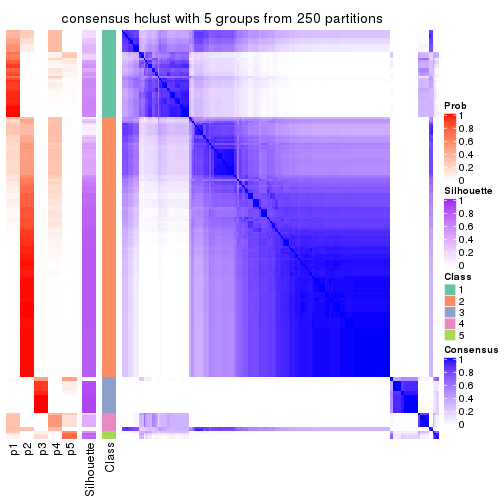 consensus hclust with 5 groups from 250 partitions
Prob
1
0.8
0.6
0.4
0.2
0
Silhouette
1
0.8
0.6
0.4
0.2
0
Class
1
2
3
4
5
Consensus
1
0.8
0.6
0.4
0.2
0
p1
p2
p3
p4
p5
Silhouette
Class